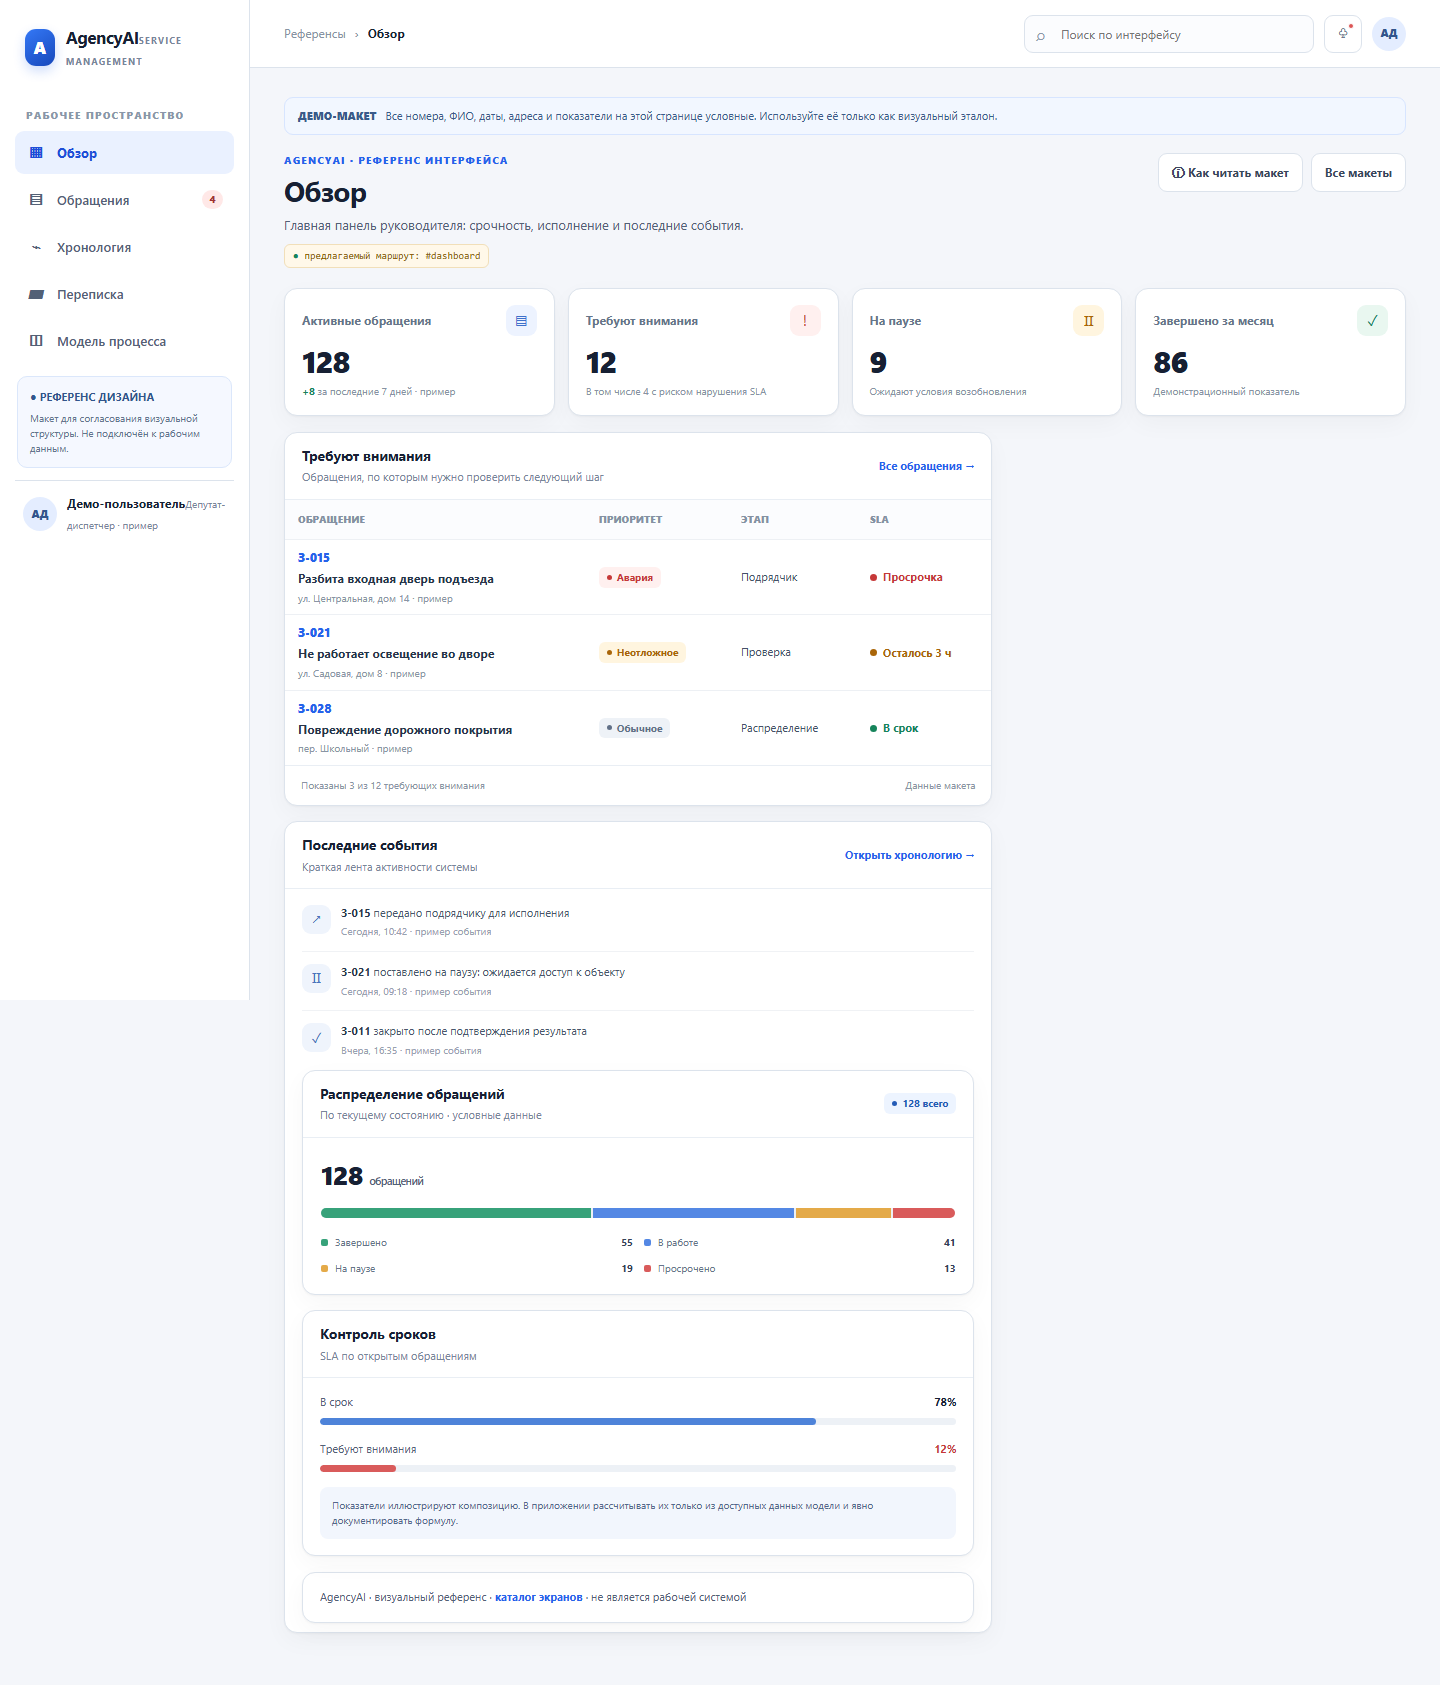 A
AgencyAI SERVICE
MANAGEMENT
РАБОЧЕЕ ПРОСТРАНСТВО
Обзор
Обращения 4
Хронология
Переписка
Модель процесса
● РЕФЕРЕНС ДИЗАЙНА
Макет для согласования визуальной
структуры. Не подключён к рабочим
данным.
АД
Демо-пользователь Депутат-
диспетчер · пример
Референсы › Обзор
Поиск по интерфейсу
АД
ДЕМО-МАКЕТ Все номера, ФИО, даты, адреса и показатели на этой странице условные. Используйте её только как визуальный эталон.
AGENCYAI · РЕФЕРЕНС ИНТЕРФЕЙСА
Обзор
Главная панель руководителя: срочность, исполнение и последние события.
● предлагаемый маршрут: #dashboard
ⓘ Как читать макет
Все макеты
Активные обращения
128
+8 за последние 7 дней · пример
Требуют внимания
!
12
В том числе 4 с риском нарушения SLA
На паузе
9
Ожидают условия возобновления
Завершено за месяц
✓
86
Демонстрационный показатель
Требуют внимания
Обращения, по которым нужно проверить следующий шаг
Все обращения →
ОБРАЩЕНИЕ ПРИОРИТЕТ ЭТАП SLA
З-015
Разбита входная дверь подъезда
ул. Центральная, дом 14 · пример
Авария
Подрядчик
Просрочка
З-021
Не работает освещение во дворе
ул. Садовая, дом 8 · пример
Неотложное
Проверка
Осталось 3 ч
З-028
Повреждение дорожного покрытия
пер. Школьный · пример
Обычное
Распределение
В срок
Показаны 3 из 12 требующих внимания
Данные макета
Последние события
Краткая лента активности системы
Открыть хронологию →
З-015 передано подрядчику для исполнения
Сегодня, 10:42 · пример события
З-021 поставлено на паузу: ожидается доступ к объекту
Сегодня, 09:18 · пример события
З-011 закрыто после подтверждения результата
Вчера, 16:35 · пример события
Распределение обращений
По текущему состоянию · условные данные
128 всего
128 обращений
Завершено 55
В работе 41
На паузе 19
Просрочено 13
Контроль сроков
SLA по открытым обращениям
В срок 78%
Требуют внимания 12%
Показатели иллюстрируют композицию. В приложении рассчитывать их только из доступных данных модели и явно
документировать формулу.
AgencyAI · визуальный референс · каталог экранов · не является рабочей системой